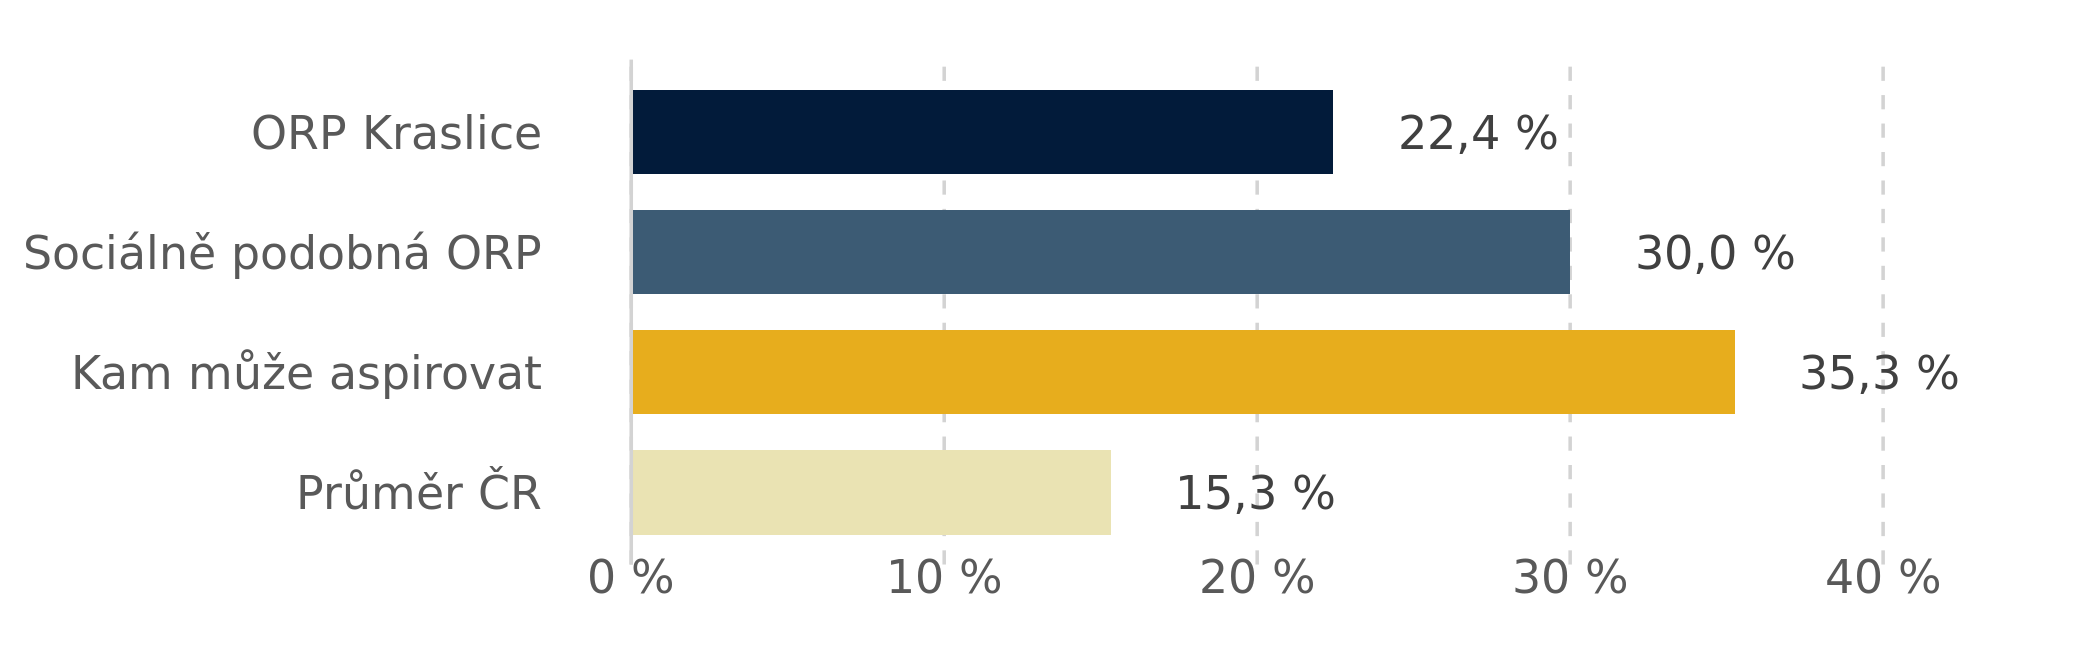 ORP Kraslice 22,4 %
Sociálně podobná ORP 30,0 %
Kam může aspirovat 35,3 %
Průměr ČR 15,3 %
0 % 10 % 20 % 30 % 40 %